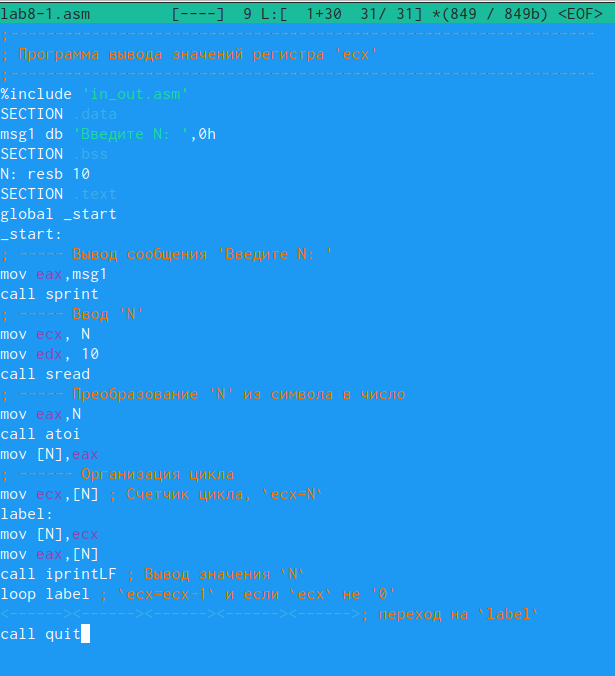 lab8-1.asm [----] 9 L:[ 1+30 31/ 31] *(849 / 849b) <EOF>
;-----------------------------------------------------------------
; Программа вывода значений регистра 'ecx'
;-----------------------------------------------------------------
%include 'in_out.asm'
SECTION .data
msg1 db 'Введите N: ',0h
SECTION .bss
N: resb 10
SECTION .text
global _start
_start:
; ----- Вывод сообщения 'Введите N: '
mov eax,msg1
call sprint
; ----- Ввод 'N'
mov ecx, N
mov edx, 10
call sread
; ----- Преобразование 'N' из символа в число
mov eax,N
call atoi
mov [N],eax
; ------ Организация цикла
mov ecx,[N] ; Счетчик цикла, `ecx=N`
label:
mov [N],ecx
mov eax,[N]
call iprintLF ; Вывод значения `N`
loop label ; `ecx=ecx-1` и если `ecx` не '0'
<------><------><------><------><------>; переход на `label`
call quit